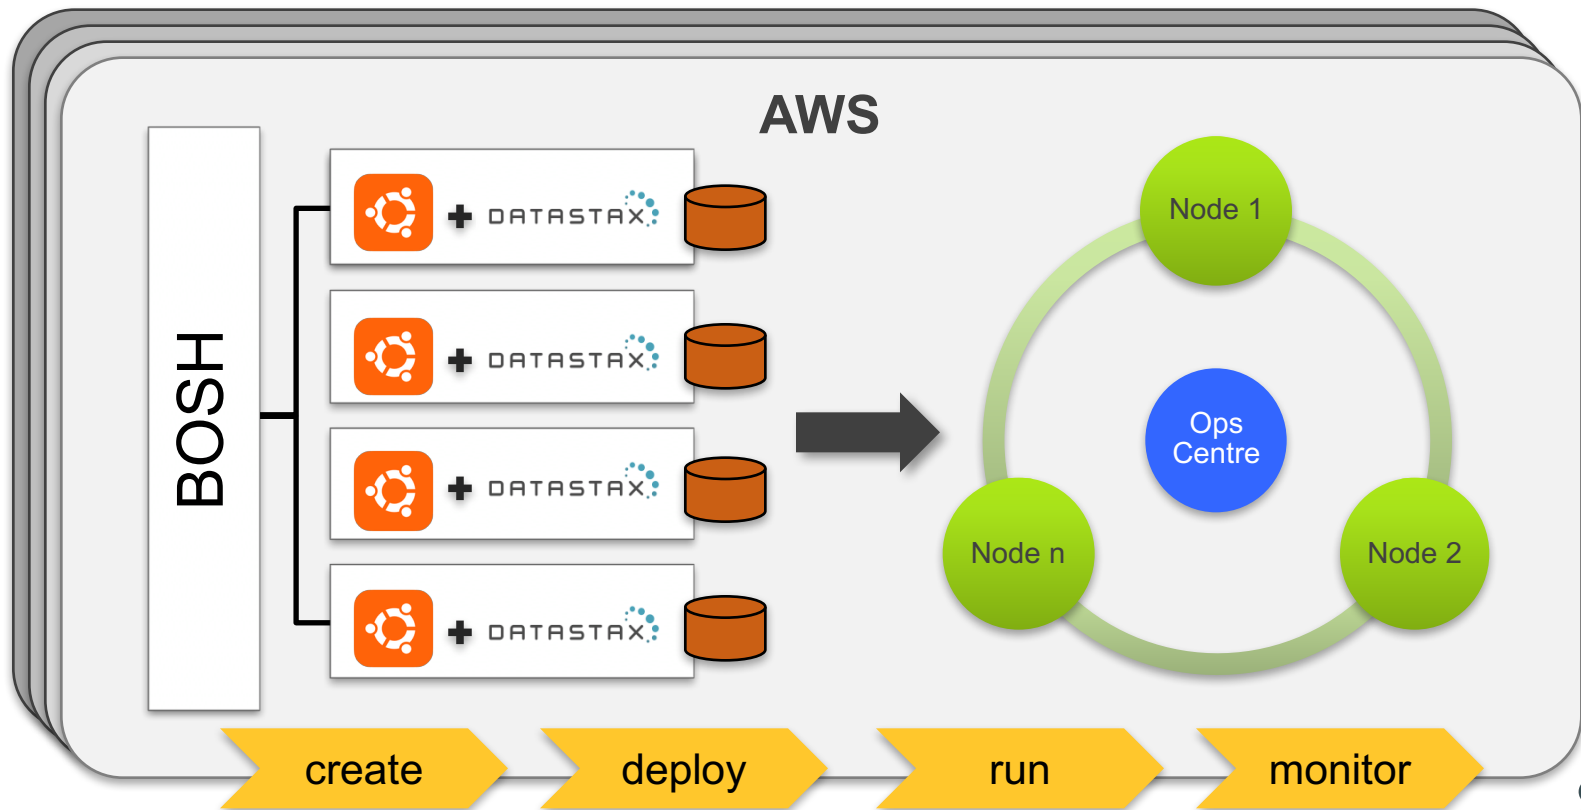 AWS
BOSH
+ DATASTAX
+ DATASTAX
+ DATASTAX
+ DATASTAX
Node 1
Ops
Centre
Node n
Node 2
create
deploy
run
monitor